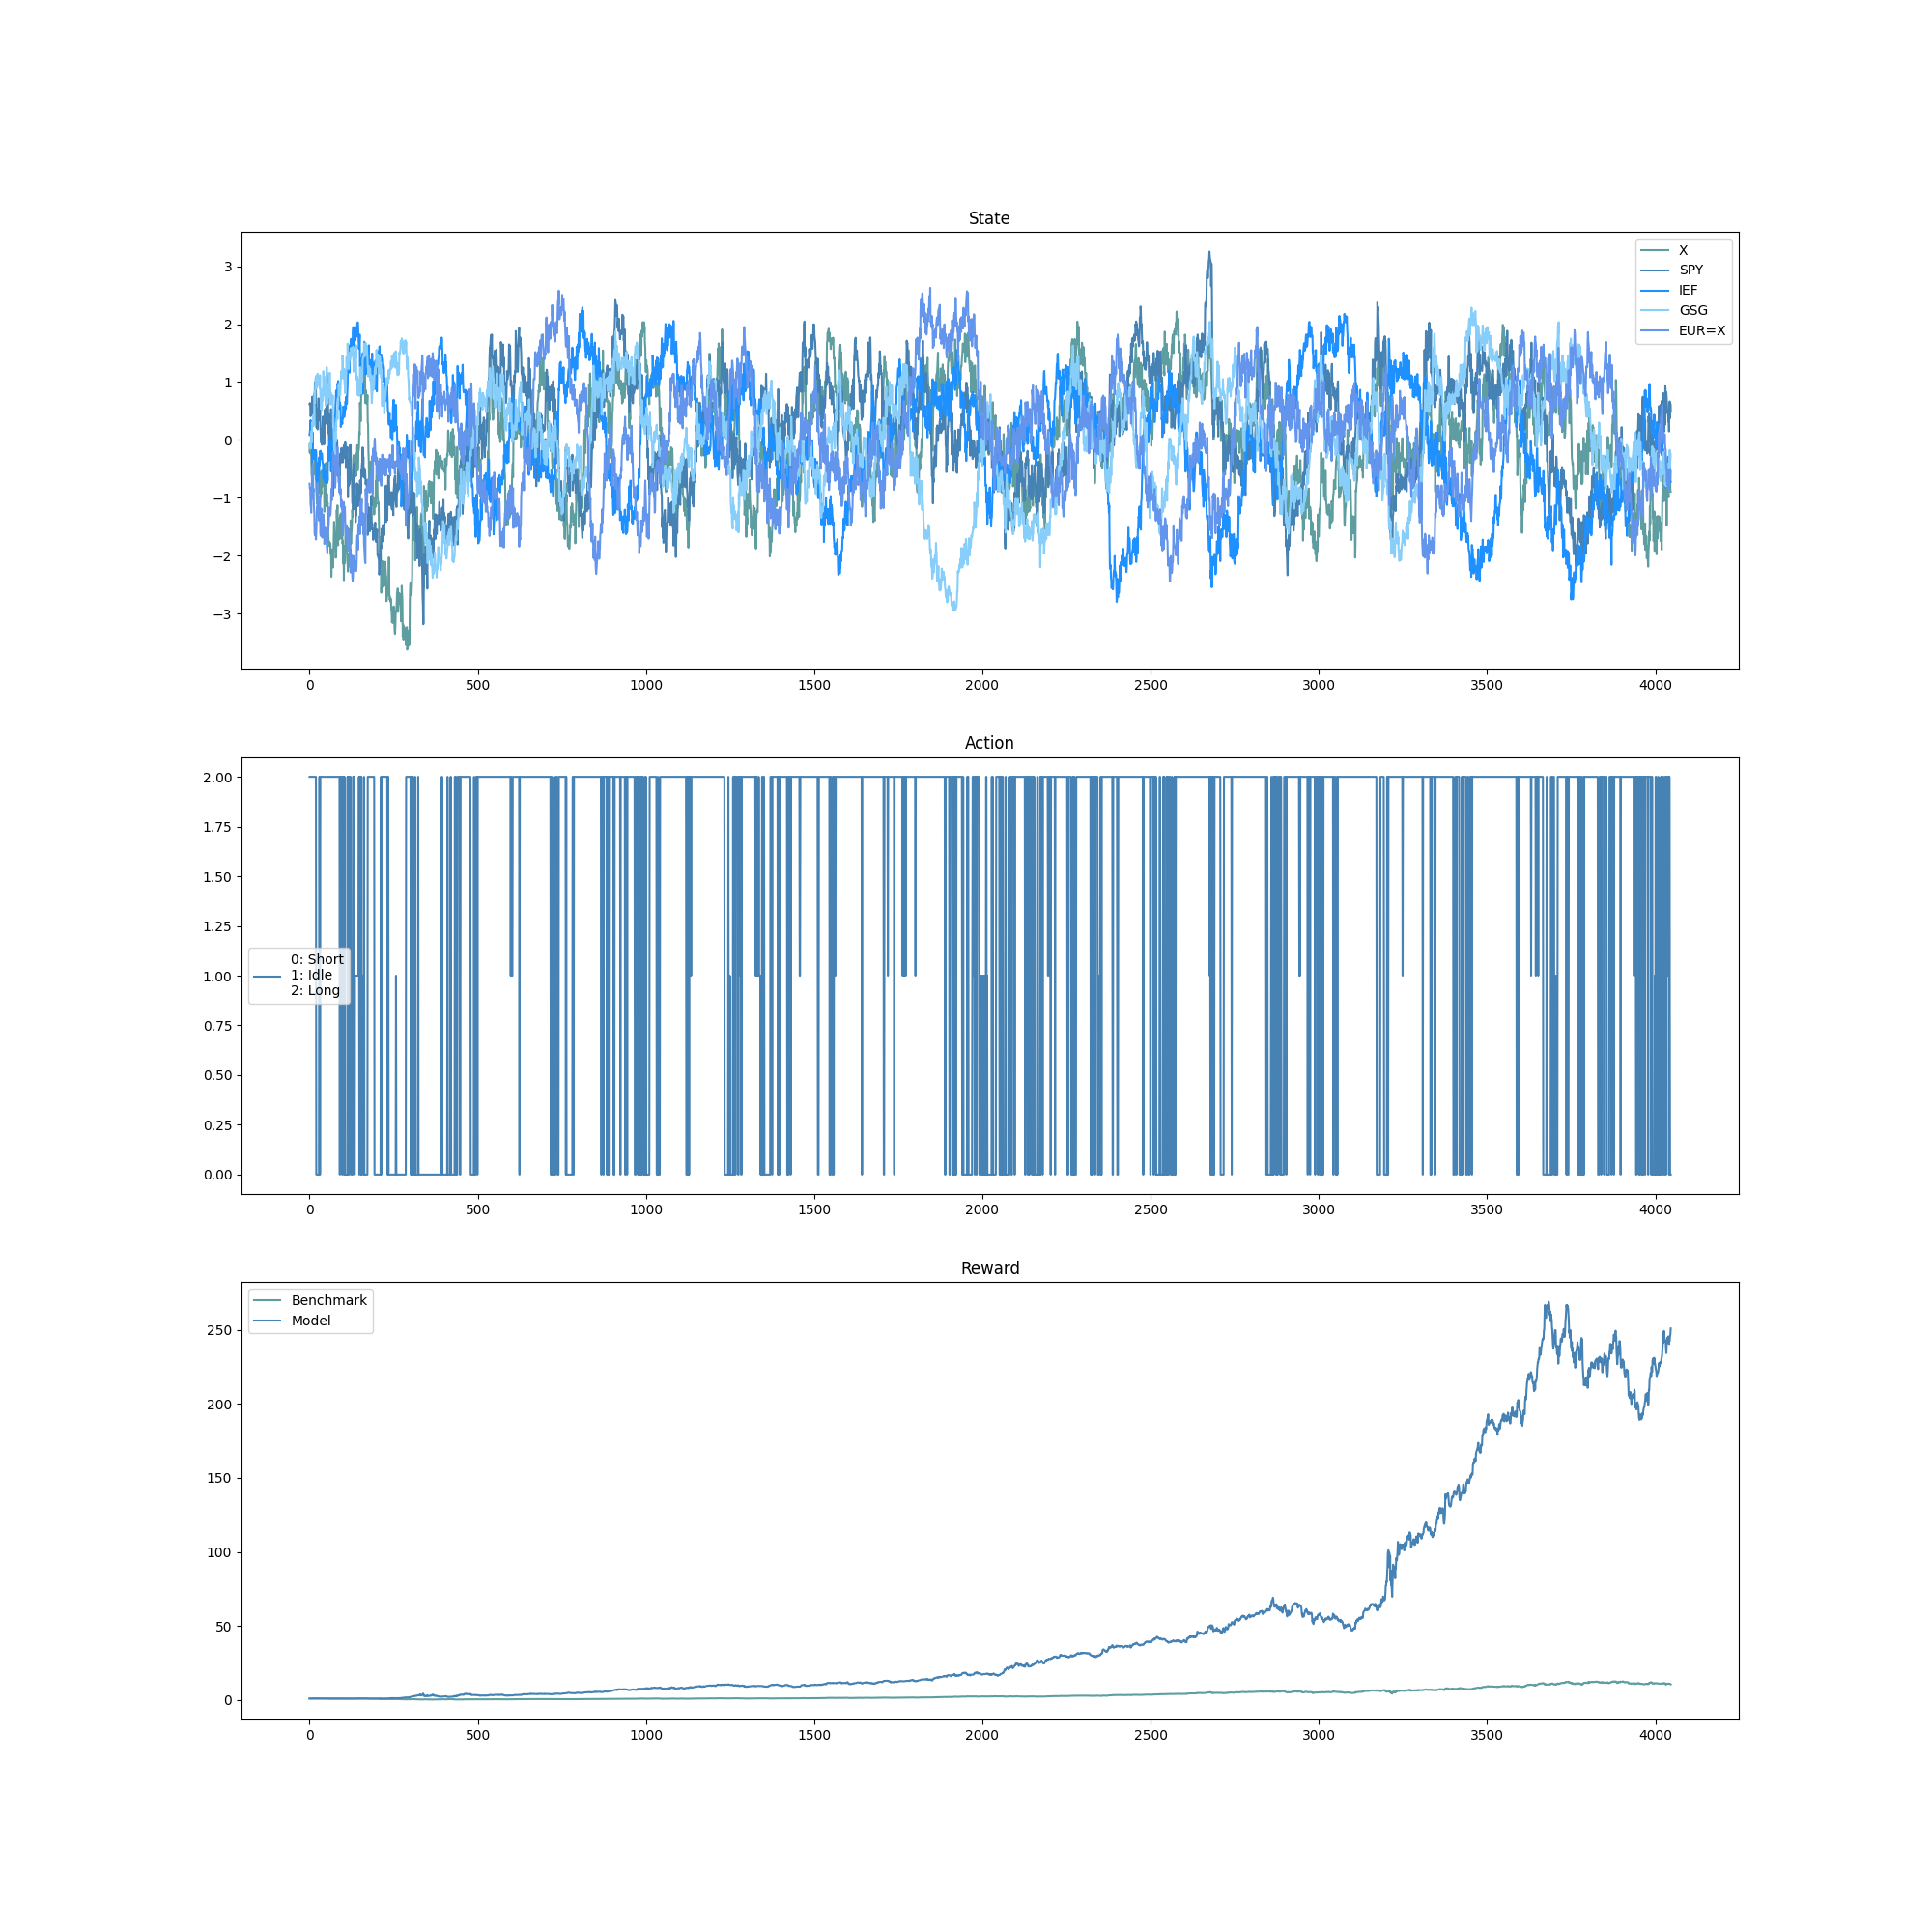 State
3
2
1
0
−1
−2
−3
X
SPY
IEF
GSG
EUR=X
0 500 1000 1500 2000 2500 3000 3500 4000
Action
2.00
1.75
1.50
1.25
1.00
0.75
0.50
0.25
0.00
0: Short
1: Idle
2: Long
0 500 1000 1500 2000 2500 3000 3500 4000
Reward
Benchmark
Model
250
200
150
100
50
0
0 500 1000 1500 2000 2500 3000 3500 4000